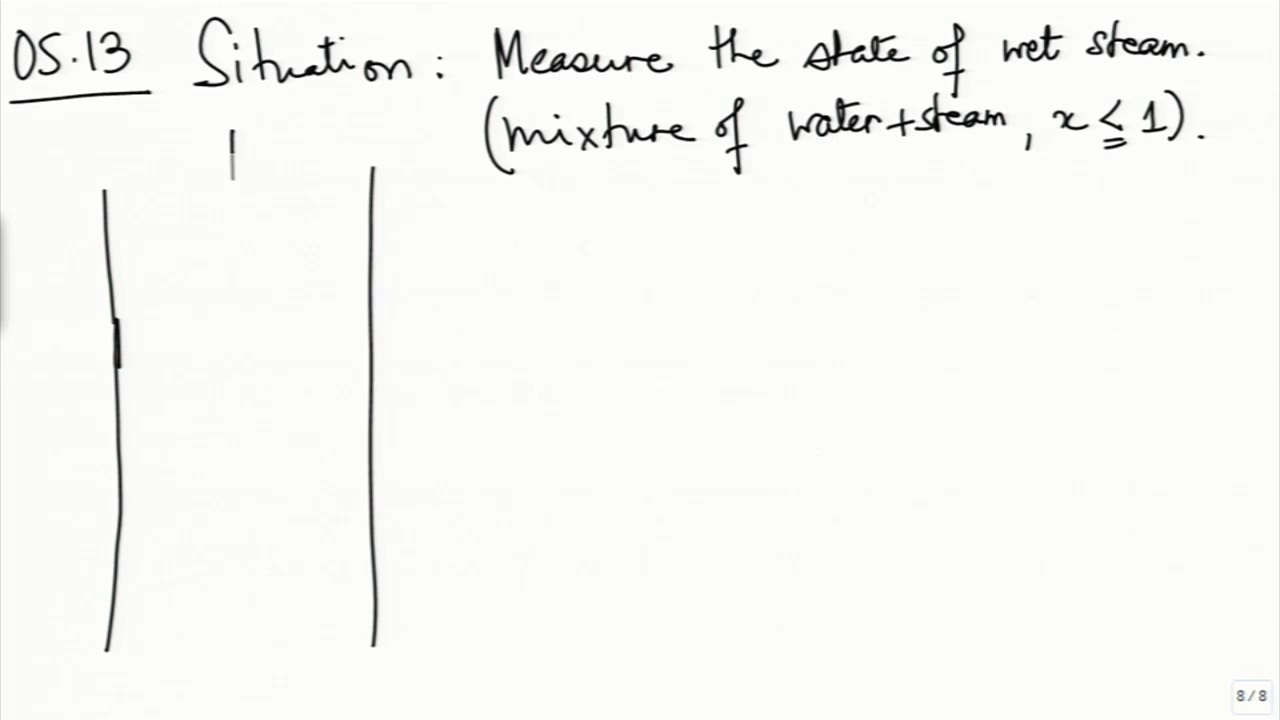 05.13 Situation: Measure the state of wet steam.
(mixture of water+steam, x ≤ 1).
8/8